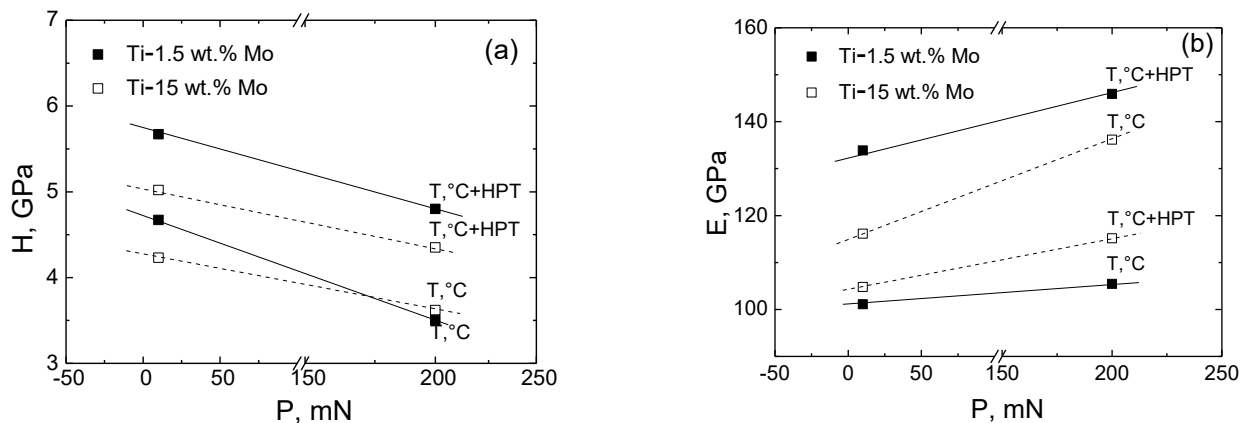 7
6
5
4
3
H, GPa
(a)
Ti-1.5 wt.% Mo
Ti-15 wt.% Mo
T,°C+HPT
T,°C+HPT
T,°C
T,°C
-50 0 50 100 150 200 250
P, mN
160
140
120
100
E, GPa
(b)
Ti-1.5 wt.% Mo
Ti-15 wt.% Mo
T,°C+HPT
T,°C
T,°C+HPT
T,°C
-50 0 50 100 150 200 250
P, mN